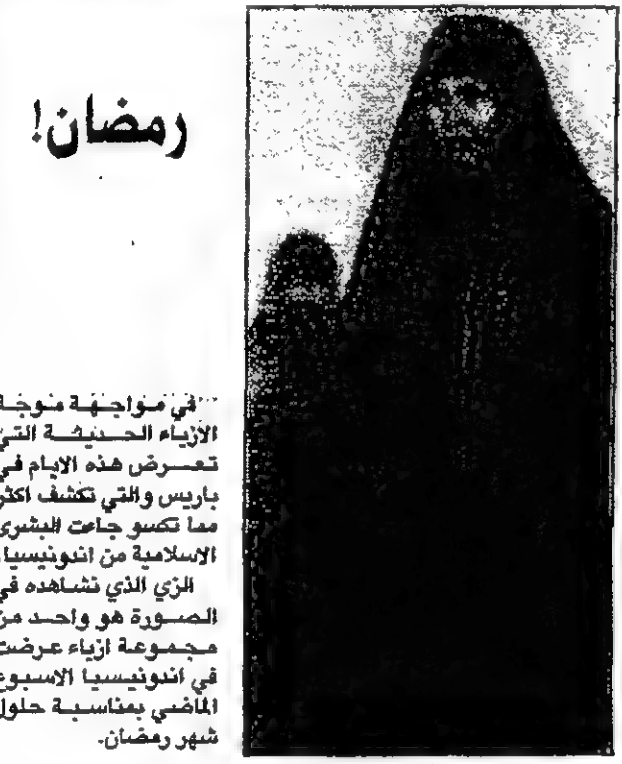 رمضان!
في مواجهة موجة
الازياء الحديثة التي
تعرض هذه الايام في
باريس والتي تكشف اكثر
مما تكسو جاءت البشرى
الاسلامية من اندونيسيا.
الزي الذي نشاهده في
الصورة هو واحد من
مجموعة ازياء عرضت
في اندونيسيا الاسبوع
الماضي بمناسبة حلول
شهر رمضان.